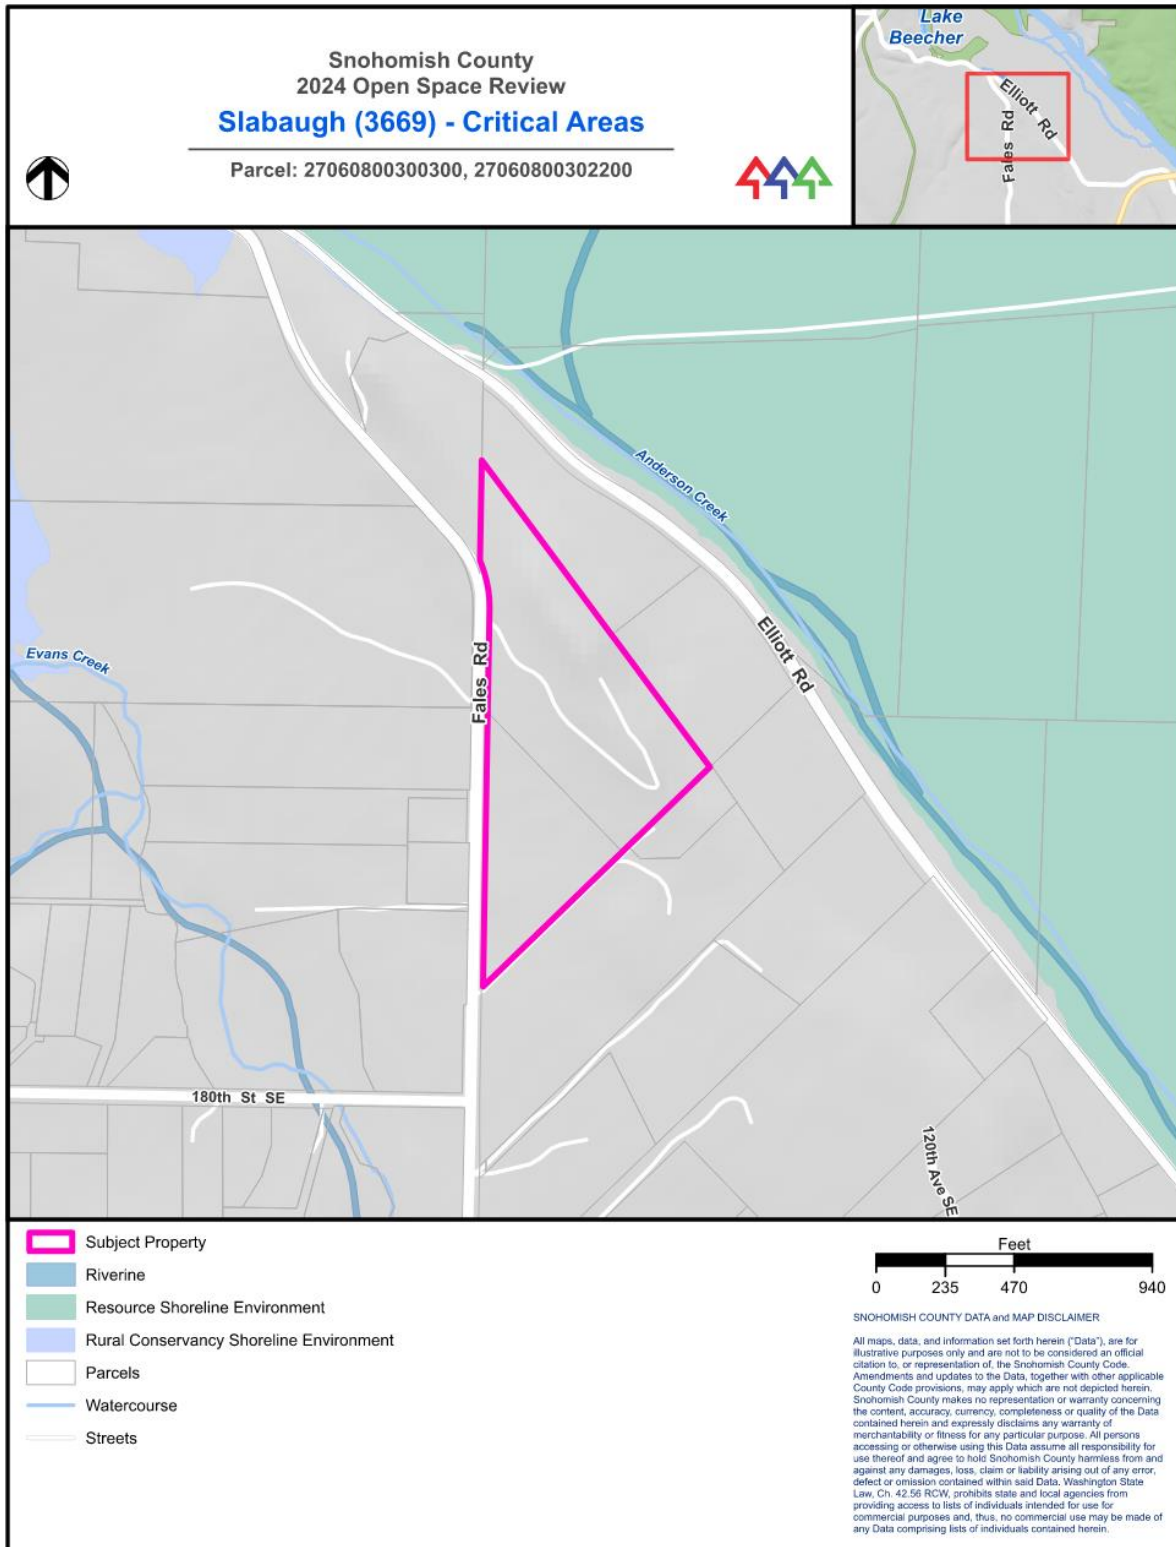 Snohomish County
2024 Open Space Review
Slabaugh (3669) - Critical Areas
Parcel: 27060800300300, 27060800302200
Lake
Beecher
Elliott Rd
Fales Rd
Anderson Creek
Elliott Rd
Fales Rd
Evans Creek
180th St SE
120th Ave SE
Subject Property
Riverine
Resource Shoreline Environment
Rural Conservancy Shoreline Environment
Parcels
Watercourse
Streets
Feet
0 235 470 940
SNOHOMISH COUNTY DATA and MAP DISCLAIMER
All maps, data, and information set forth herein ("Data"), are for
illustrative purposes only and are not to be considered an official
citation to, or representation of, the Snohomish County Code.
Amendments and updates to the Data, together with other applicable
County Code provisions, may apply which are not depicted herein.
Snohomish County makes no representation or warranty concerning
the content, accuracy, currency, completeness or quality of the Data
contained herein and expressly disclaims any warranty of
merchantability or fitness for any particular purpose. All persons
accessing or otherwise using this Data assume all responsibility for
use thereof and agree to hold Snohomish County harmless from and
against any damages, loss, claim or liability arising out of any error,
defect or omission contained within said Data. Washington State
Law, Ch. 42.56 RCW, prohibits state and local agencies from
providing access to lists of individuals intended for use for
commercial purposes and, thus, no commercial use may be made of
any Data comprising lists of individuals contained herein.